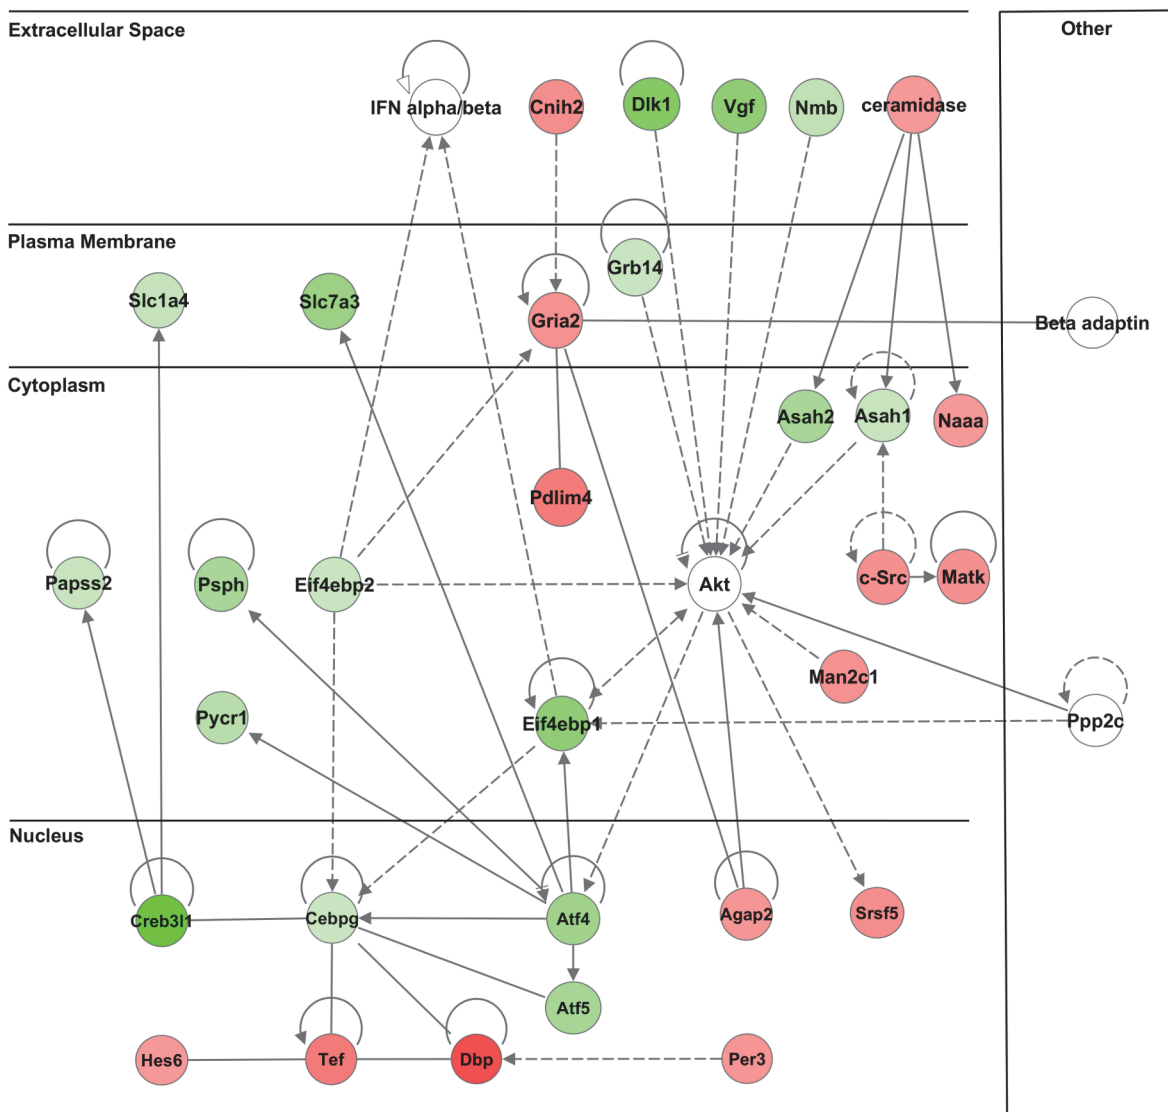 Extracellular Space
Other
IFN alpha/beta
Cnih2
Dlk1
Vgf
Nmb
ceramidase
Plasma Membrane
Grb14
Slc1a4
Slc7a3
Gria2
Beta adaptin
Cytoplasm
Asah2
Asah1
Naaa
Pdlim4
Papss2
Psph
Eif4ebp2
Akt
c-Src
Matk
Man2c1
Pycr1
Eif4ebp1
Ppp2c
Nucleus
Creb3l1
Cebpg
Atf4
Agap2
Srsf5
Atf5
Hes6
Tef
Dbp
Per3